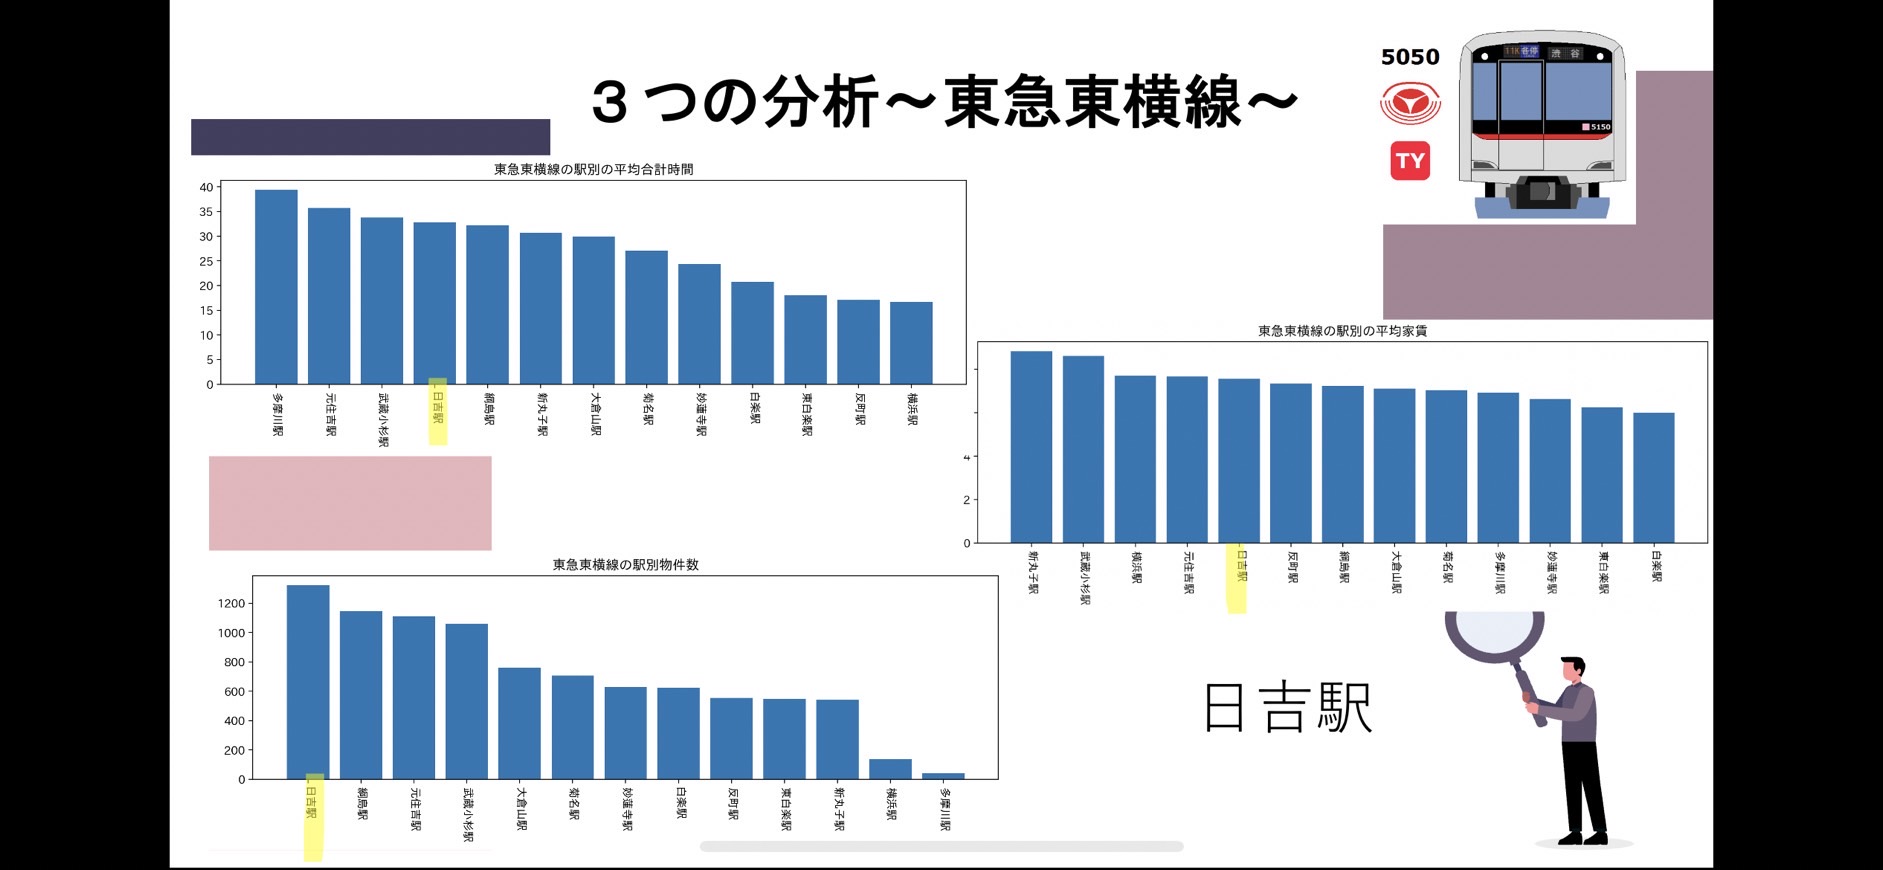 3つの分析～東急東横線～
5050
11K 各停 渋谷
5150
TY
東急東横線の駅別の平均合計時間
40
35
30
25
20
15
10
5
0
多摩川駅
元住吉駅
武蔵小杉駅
日吉駅
綱島駅
新丸子駅
大倉山駅
菊名駅
妙蓮寺駅
白楽駅
東白楽駅
反町駅
横浜駅
東急東横線の駅別の平均家賃
4
2
0
新丸子駅
武蔵小杉駅
横浜駅
元住吉駅
日吉駅
反町駅
綱島駅
大倉山駅
菊名駅
多摩川駅
妙蓮寺駅
東白楽駅
白楽駅
東急東横線の駅別物件数
1200
1000
800
600
400
200
0
日吉駅
綱島駅
元住吉駅
武蔵小杉駅
大倉山駅
菊名駅
妙蓮寺駅
白楽駅
反町駅
東白楽駅
新丸子駅
横浜駅
多摩川駅
日吉駅